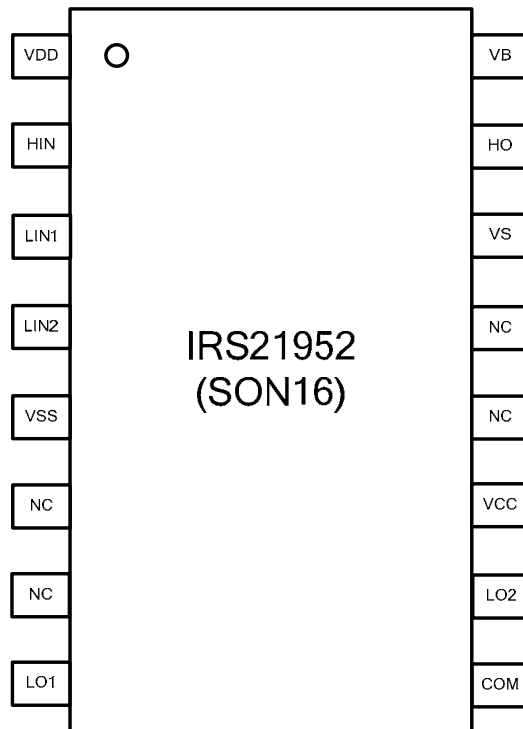 VDD
VB
HIN
HO
LIN1
VS
LIN2
NC
IRS21952
(SON16)
VSS
NC
NC
VCC
NC
LO2
LO1
COM